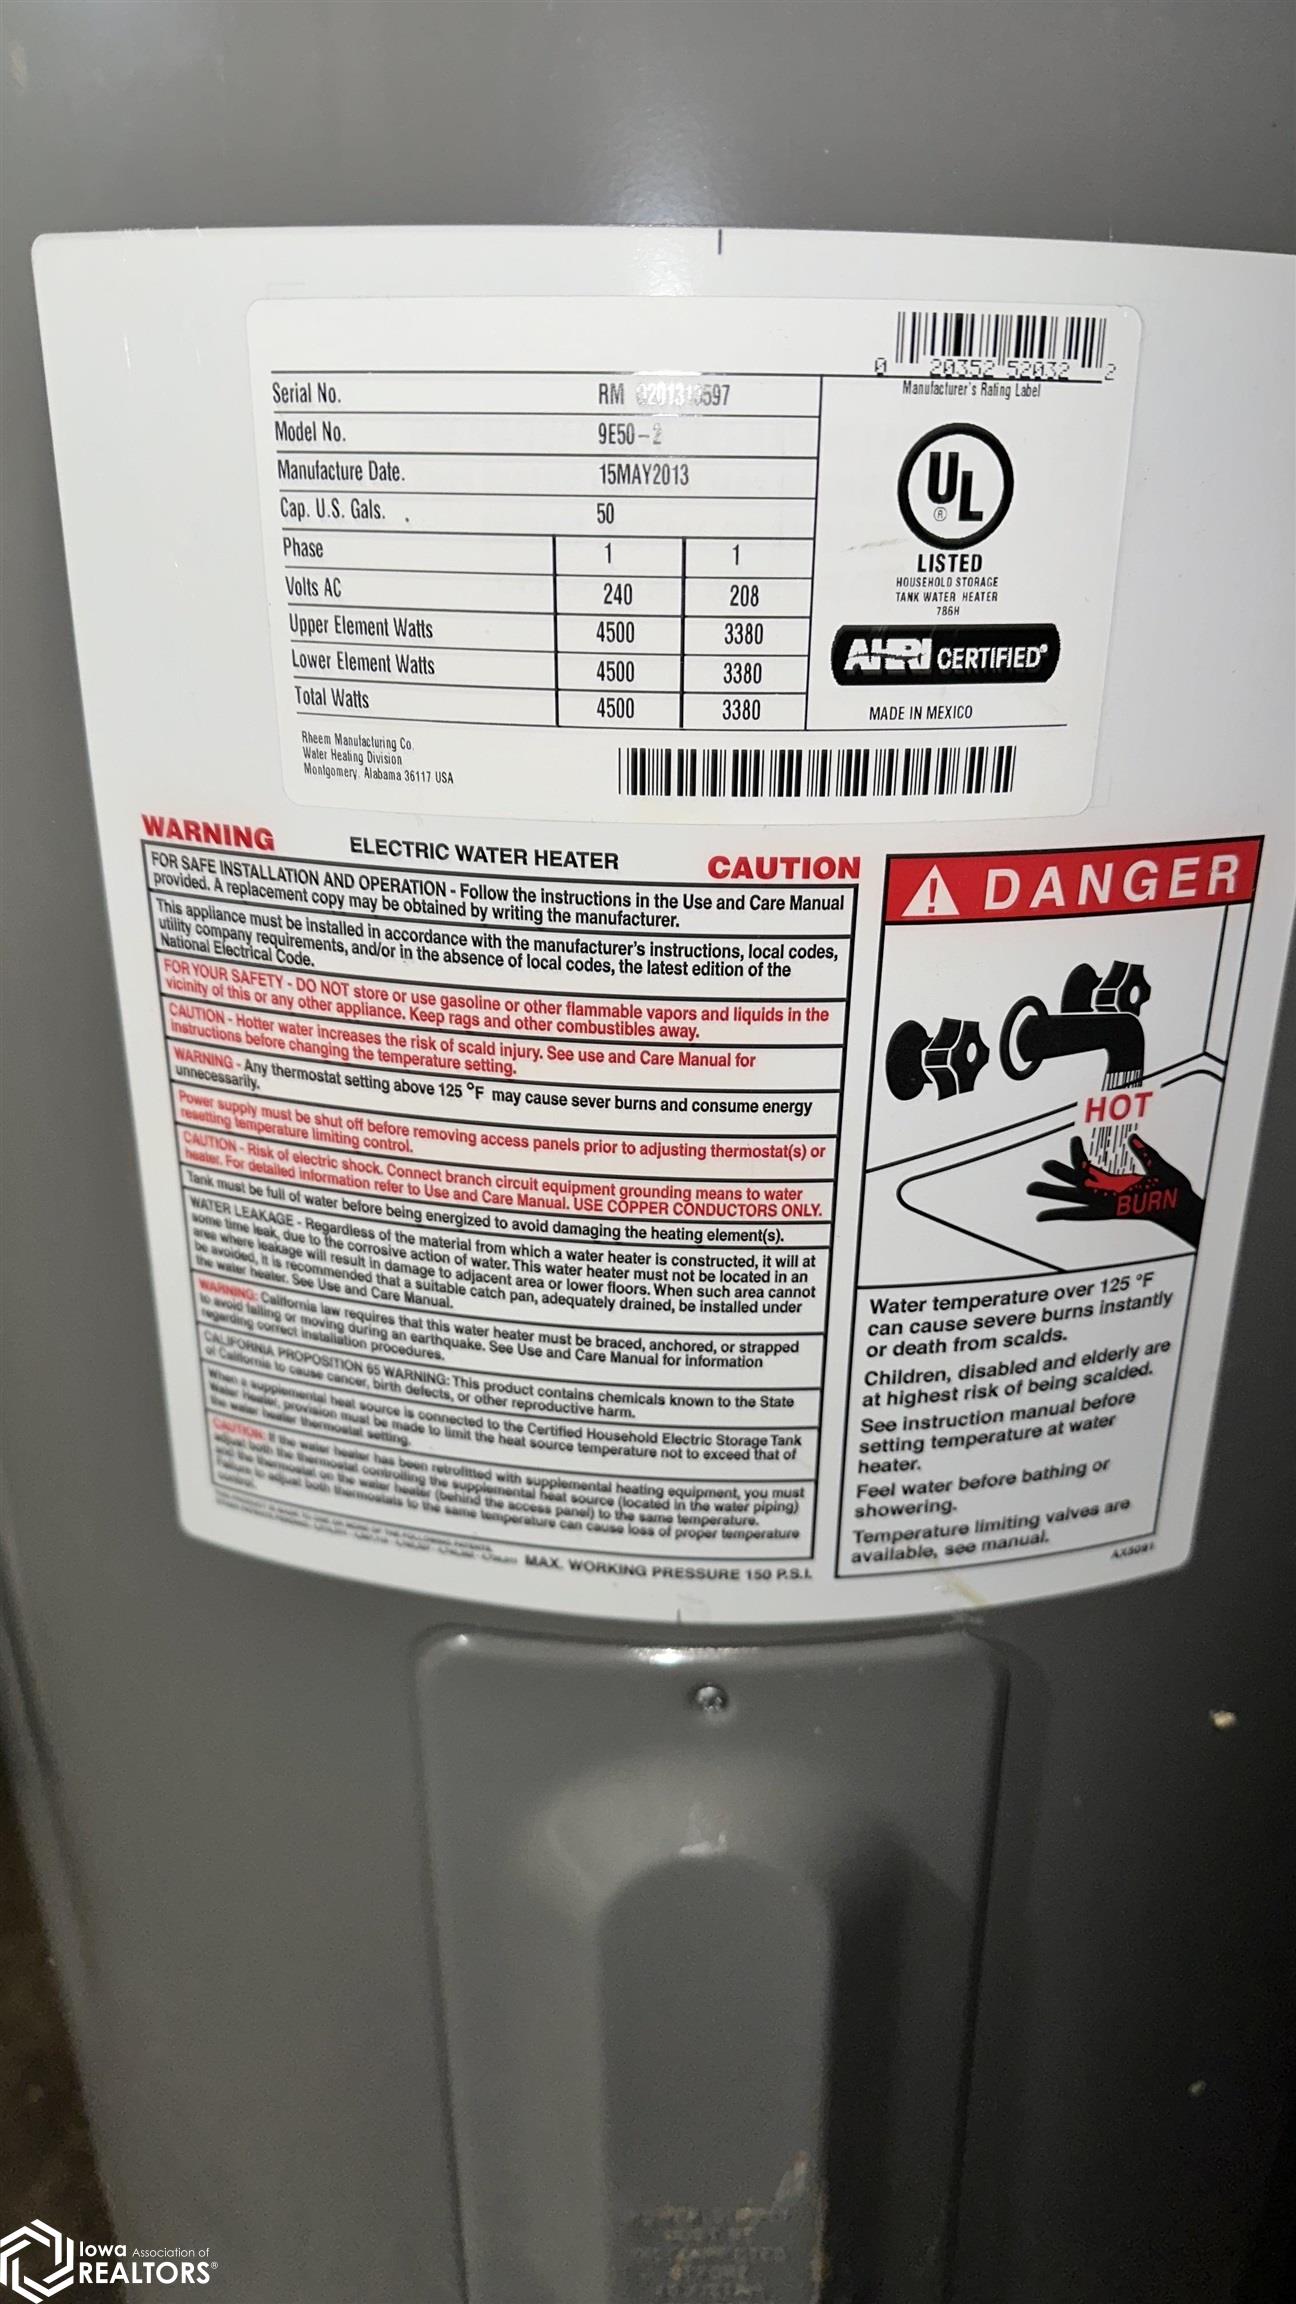 0 20352 52032 2
Manufacturer's Rating Label
Serial No. RM
Model No. 9E50-2
Manufacture Date. 15MAY2013
Cap. U.S. Gals. 50
Phase 1 1
Volts AC 240 208
Upper Element Watts 4500 3380
Lower Element Watts 4500 3380
Total Watts 4500 3380
Rheem Manufacturing Co.
Water Heating Division
Montgomery, Alabama 36117 USA
UL
®
LISTED
HOUSEHOLD STORAGE
TANK WATER HEATER
786H
AHRI CERTIFIED®
MADE IN MEXICO
WARNING ELECTRIC WATER HEATER CAUTION
FOR SAFE INSTALLATION AND OPERATION - Follow the instructions in the Use and Care Manual
provided. A replacement copy may be obtained by writing the manufacturer.
This appliance must be installed in accordance with the manufacturer's instructions, local codes,
utility company requirements, and/or in the absence of local codes, the latest edition of the
National Electrical Code.
FOR YOUR SAFETY - DO NOT store or use gasoline or other flammable vapors and liquids in the
vicinity of this or any other appliance. Keep rags and other combustibles away.
CAUTION - Hotter water increases the risk of scald injury. See use and Care Manual for
instructions before changing the temperature setting.
WARNING - Any thermostat setting above 125 °F may cause sever burns and consume energy
unnecessarily.
Power supply must be shut off before removing access panels prior to adjusting thermostat(s) or
resetting temperature limiting control.
CAUTION - Risk of electric shock. Connect branch circuit equipment grounding means to water
heater. For detailed information refer to Use and Care Manual. USE COPPER CONDUCTORS ONLY.
Tank must be full of water before being energized to avoid damaging the heating element(s).
WATER LEAKAGE - Regardless of the material from which a water heater is constructed, it will at
some time leak, due to the corrosive action of water. This water heater must not be located in an
area where leakage will result in damage to adjacent area or lower floors. When such area cannot
be avoided, it is recommended that a suitable catch pan, adequately drained, be installed under
the water heater. See Use and Care Manual.
WARNING: California law requires that this water heater must be braced, anchored, or strapped
to avoid falling or moving during an earthquake. See Use and Care Manual for information
regarding correct installation procedures.
CALIFORNIA PROPOSITION 65 WARNING: This product contains chemicals known to the State
of California to cause cancer, birth defects, or other reproductive harm.
When a supplemental heat source is connected to the Certified Household Electric Storage Tank
Water Heater, provision must be made to limit the heat source temperature not to exceed that of
the water heater thermostat setting.
CAUTION: If the water heater has been retrofitted with supplemental heating equipment, you must
adjust both the thermostat controlling the supplemental heat source (located in the water piping)
and the thermostat on the water heater (behind the access panel) to the same temperature.
Failure to adjust both thermostats to the same temperature can cause loss of proper temperature
control.
MAX. WORKING PRESSURE 150 P.S.I.
DANGER
HOT
BURN
Water temperature over 125 °F
can cause severe burns instantly
or death from scalds.
Children, disabled and elderly are
at highest risk of being scalded.
See instruction manual before
setting temperature at water
heater.
Feel water before bathing or
showering.
Temperature limiting valves are
available, see manual.
Iowa Association of
REALTORS®